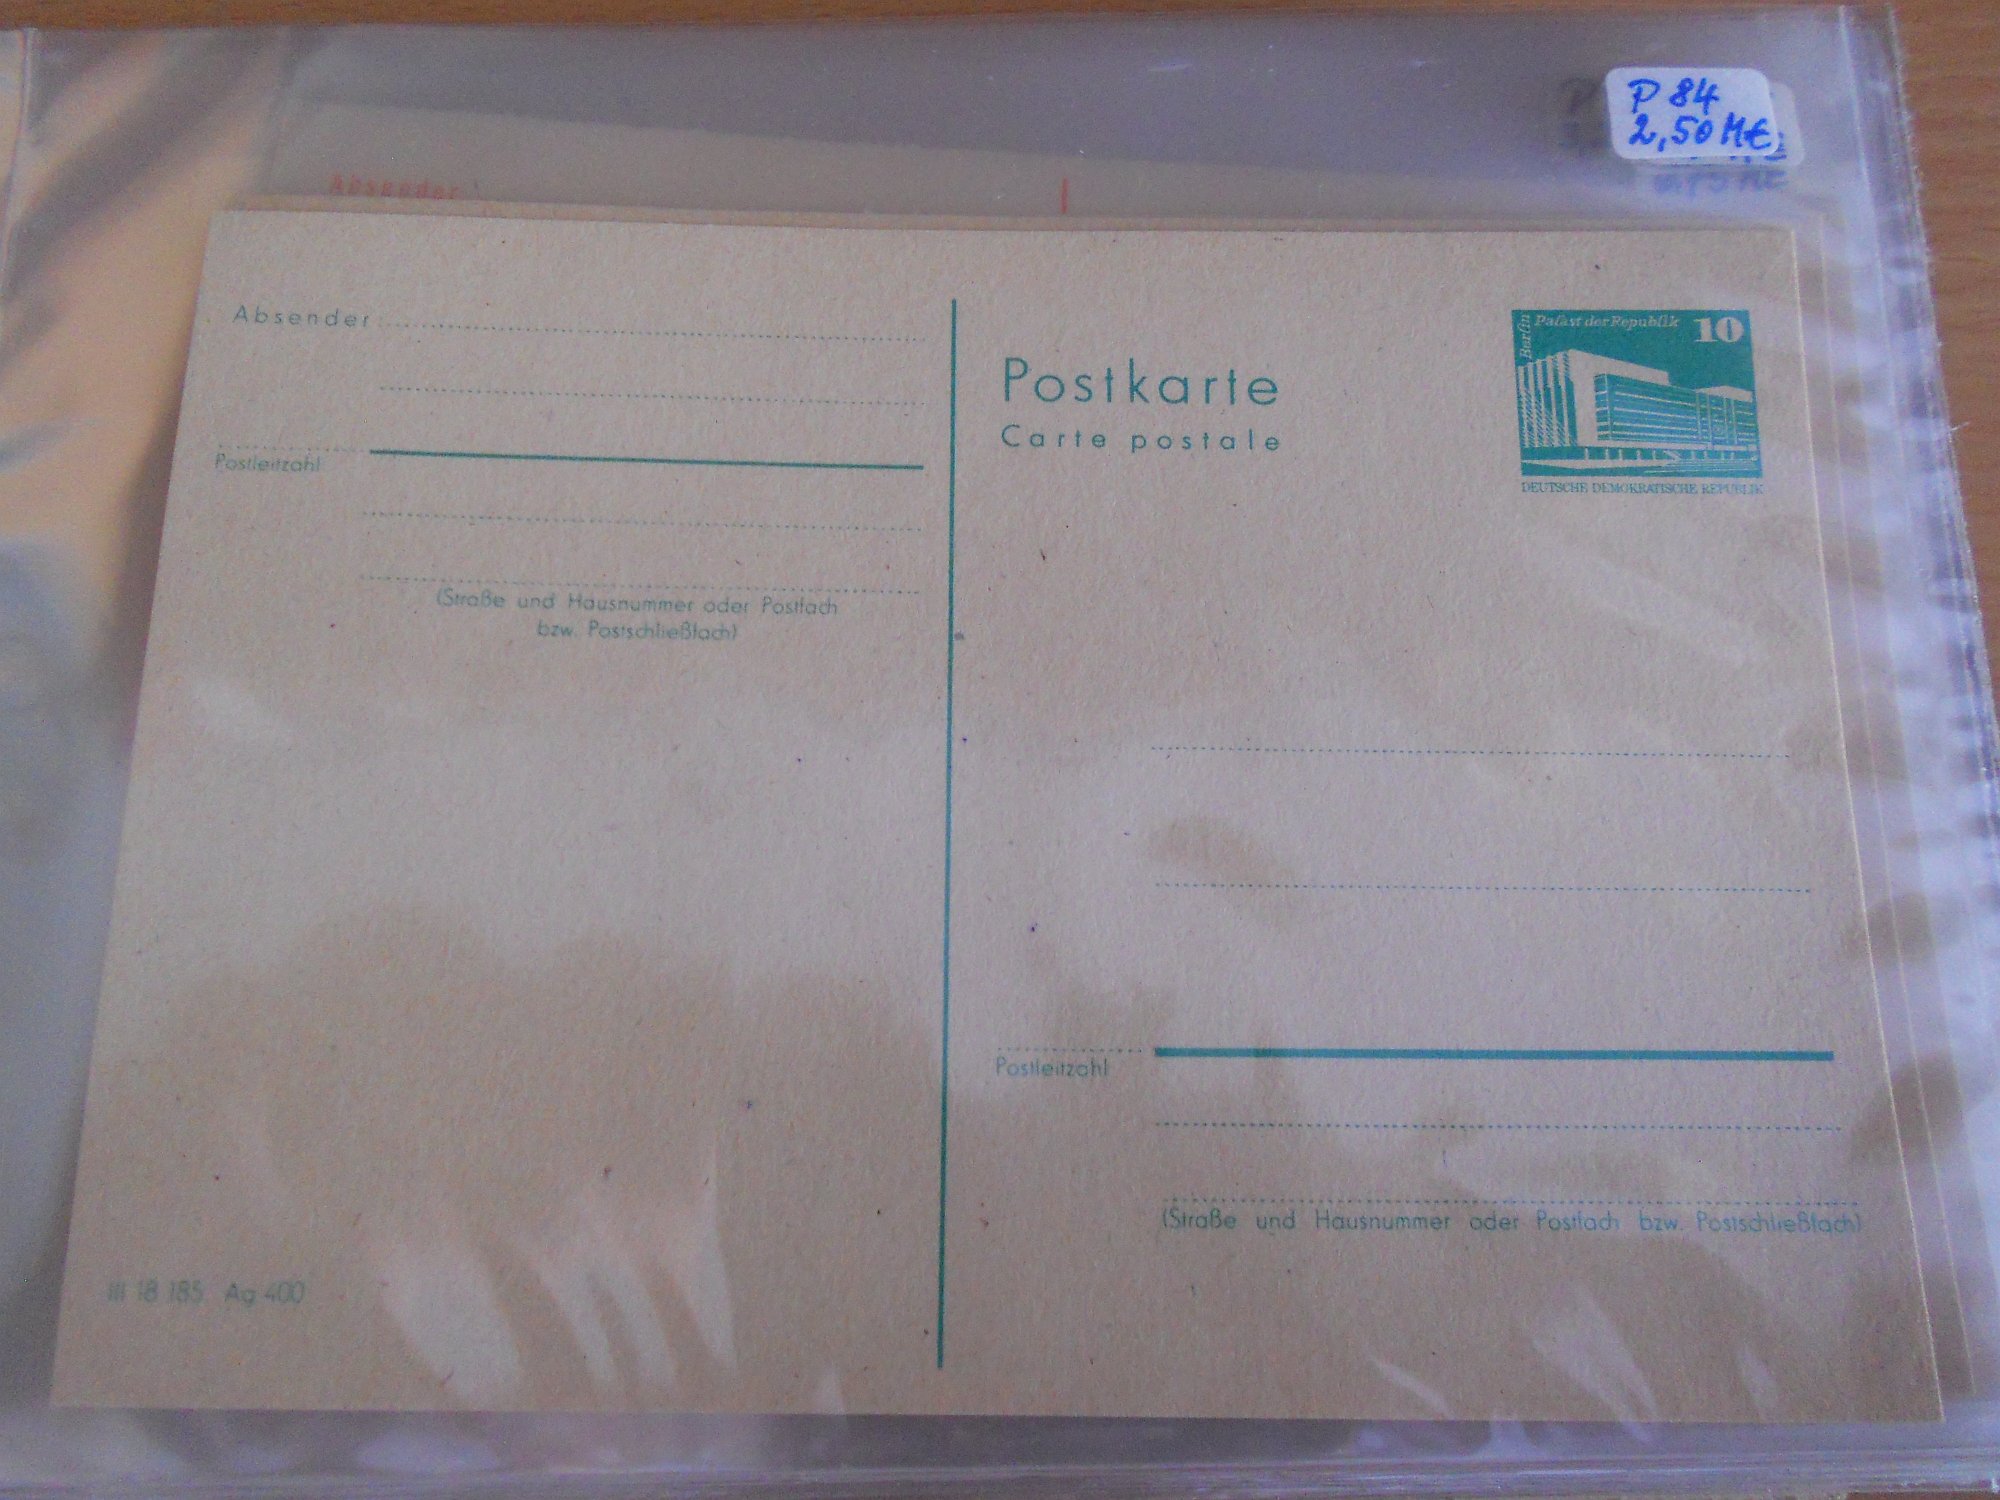 P 84
2,50 M€
Absender
Absender
Postleitzahl
(Straße und Hausnummer oder Postfach
bzw. Postschließfach)
III 18 185 Ag 400
Postkarte
Carte postale
Berlin
Palast der Republik
10
DEUTSCHE DEMOKRATISCHE REPUBLIK
Postleitzahl
(Straße und Hausnummer oder Postfach bzw. Postschließfach)